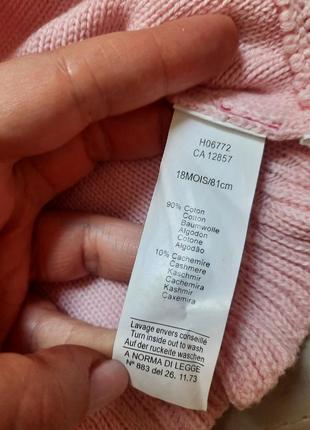 H06772
CA 12857
18MOIS/81cm
90% Coton
Cotton
Baumwolle
Algodon
Cotone
Algodão
10% Cachemire
Cashmere
Kaschmir
Cachemira
Kashmir
Caxemira
Lavage envers conseillé
Turn inside out to wash
Auf der ruckeite waschen
A NORMA DI LEGGE
Nº 883 del 26. 11.73